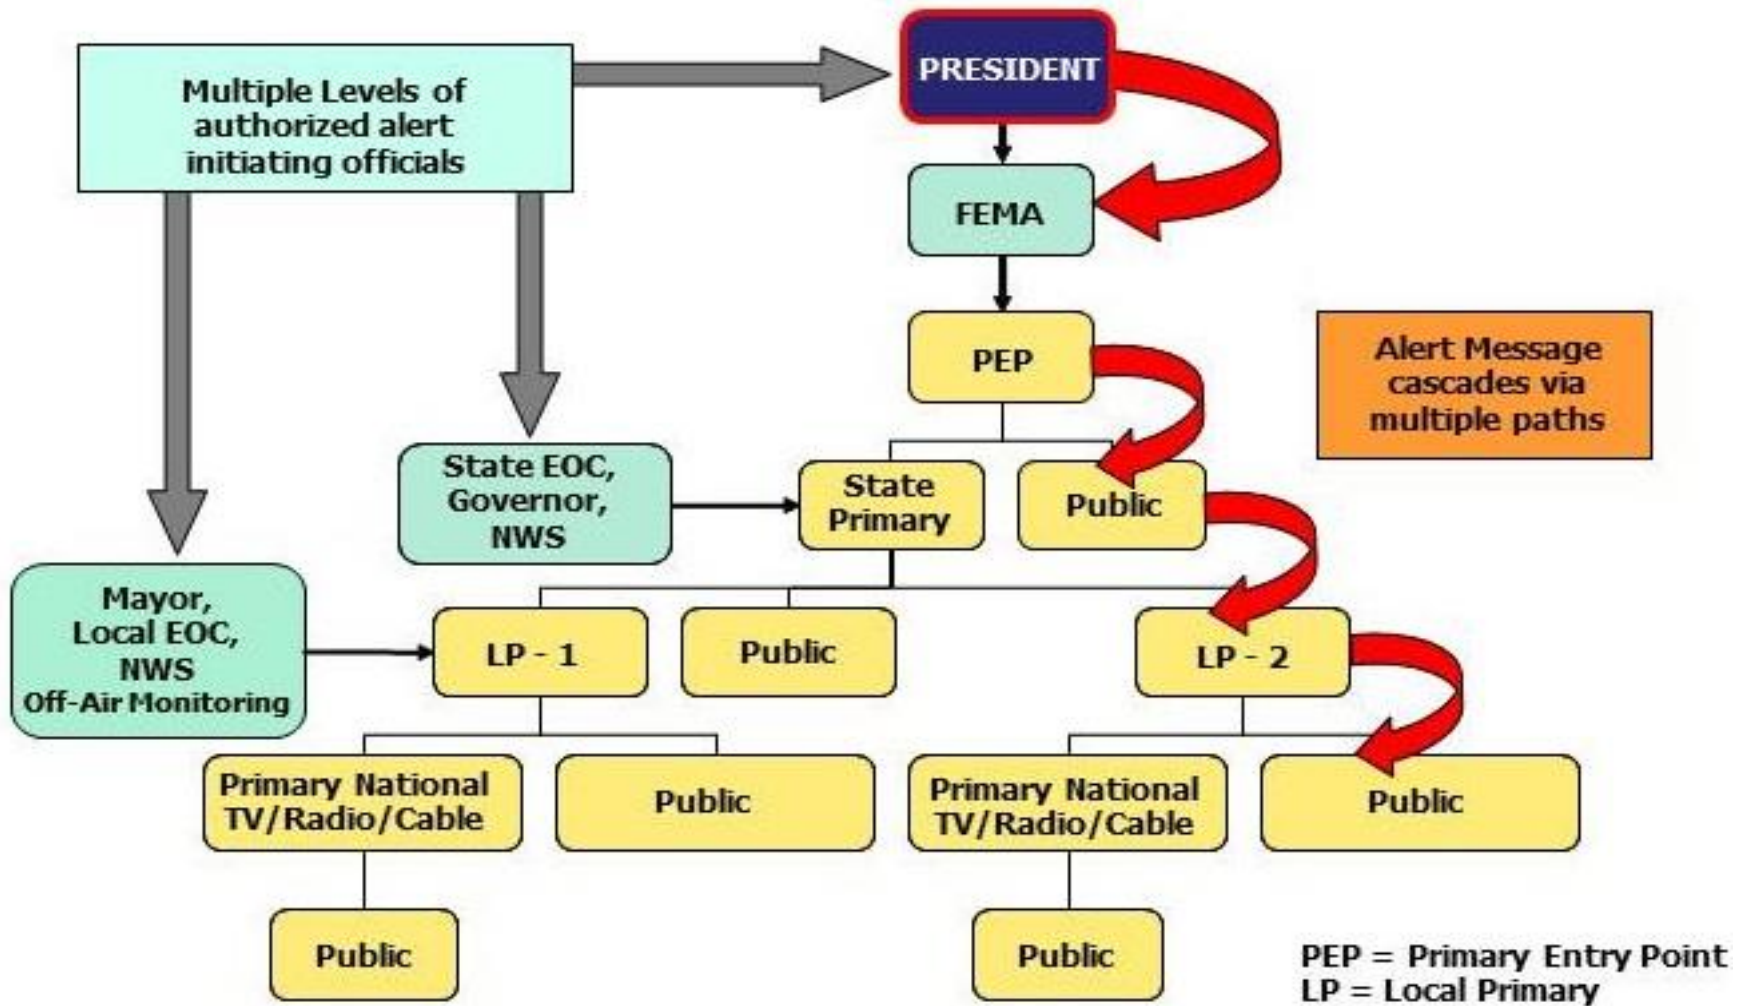 Multiple Levels of
authorized alert
initiating officials
PRESIDENT
FEMA
PEP
Alert Message
cascades via
multiple paths
State EOC,
Governor,
NWS
State
Primary
Public
Mayor,
Local EOC,
NWS
Off-Air Monitoring
LP - 1
Public
LP - 2
Primary National
TV/Radio/Cable
Public
Primary National
TV/Radio/Cable
Public
Public
Public
PEP = Primary Entry Point
LP = Local Primary